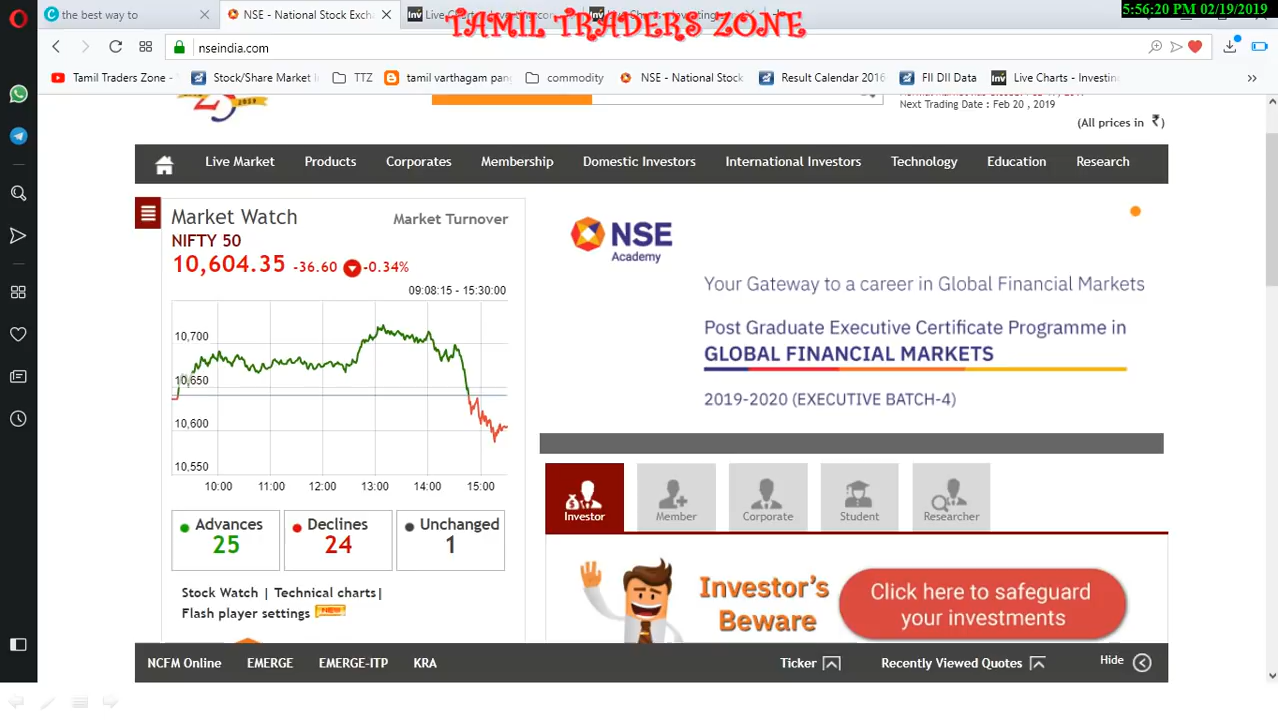 the best way to
NSE - National Stock Exch
TAMIL TRADERS ZONE
5:56:20 PM 02/19/2019
nseindia.com
Tamil Traders Zone -
Stock/Share Market
TTZ
tamil varthagam pan
commodity
NSE - National Stock
Result Calendar 2016
FII DII Data
Live Charts - Investin
Next Trading Date : Feb 20 , 2019
(All prices in ₹)
Live Market
Products
Corporates
Membership
Domestic Investors
International Investors
Technology
Education
Research
Market Watch
Market Turnover
NIFTY 50
10,604.35 -36.60 -0.34%
09:08:15 - 15:30:00
10,700
10,650
10,600
10,550
10:00 11:00 12:00 13:00 14:00 15:00
Advances
25
Declines
24
Unchanged
1
Stock Watch | Technical charts|
Flash player settings NEW
NSE
Academy
Your Gateway to a career in Global Financial Markets
Post Graduate Executive Certificate Programme in
GLOBAL FINANCIAL MARKETS
2019-2020 (EXECUTIVE BATCH-4)
Investor
Member
Corporate
Student
Researcher
Investor's
Beware
Click here to safeguard
your investments
NCFM Online
EMERGE
EMERGE-ITP
KRA
Ticker
Recently Viewed Quotes
Hide